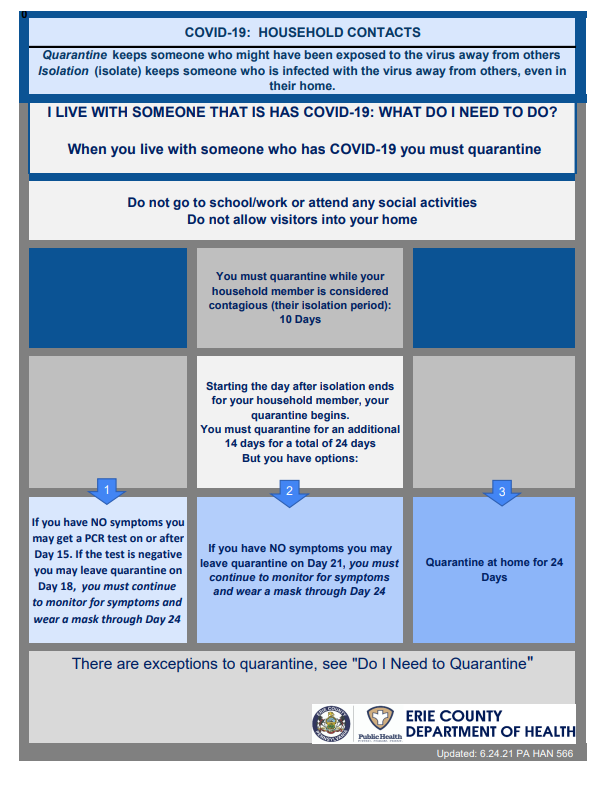 0
COVID-19:  HOUSEHOLD CONTACTS
Quarantine keeps someone who might have been exposed to the virus away from others
Isolation (isolate) keeps someone who is infected with the virus away from others, even in
their home.
I LIVE WITH SOMEONE THAT IS HAS COVID-19: WHAT DO I NEED TO DO?
When you live with someone who has COVID-19 you must quarantine
Do not go to school/work or attend any social activities
Do not allow visitors into your home
You must quarantine while your
household member is considered
contagious (their isolation period):
10 Days
Starting the day after isolation ends
for your household member, your
quarantine begins.
You must quarantine for an additional
14 days for a total of 24 days
But you have options:
1
If you have NO symptoms you
may get a PCR test on or after
Day 15. If the test is negative
you may leave quarantine on
Day 18, you must continue
to monitor for symptoms and
wear a mask through Day 24
2
If you have NO symptoms you may
leave quarantine on Day 21, you must
continue to monitor for symptoms
and wear a mask through Day 24
3
Quarantine at home for 24
Days
There are exceptions to quarantine, see "Do I Need to Quarantine"
ERIE COUNTY
PENNSYLVANIA
Public Health
ERIE COUNTY
DEPARTMENT OF HEALTH
Updated: 6.24.21 PA HAN 566